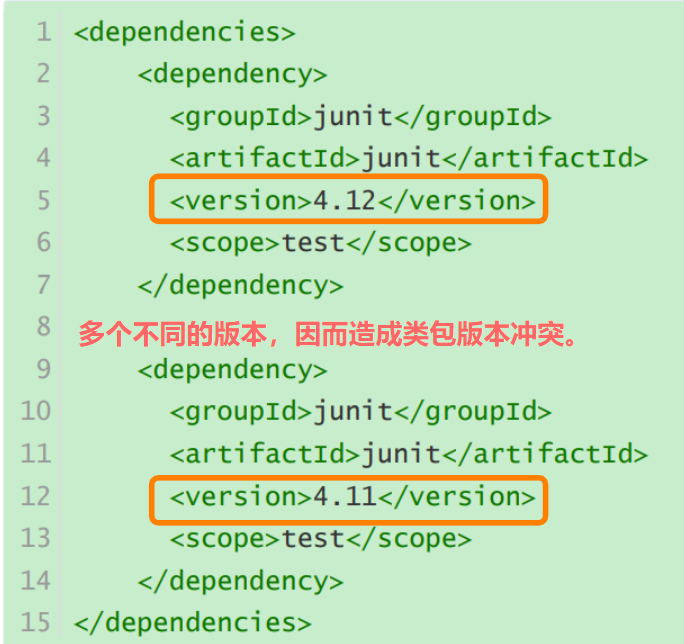 1 <dependencies>
2 <dependency>
3 <groupId>junit</groupId>
4 <artifactId>junit</artifactId>
5 <version>4.12</version>
6 <scope>test</scope>
7 </dependency>
8 多个不同的版本，因而造成类包版本冲突。
9 <dependency>
10 <groupId>junit</groupId>
11 <artifactId>junit</artifactId>
12 <version>4.11</version>
13 <scope>test</scope>
14 </dependency>
15 </dependencies>